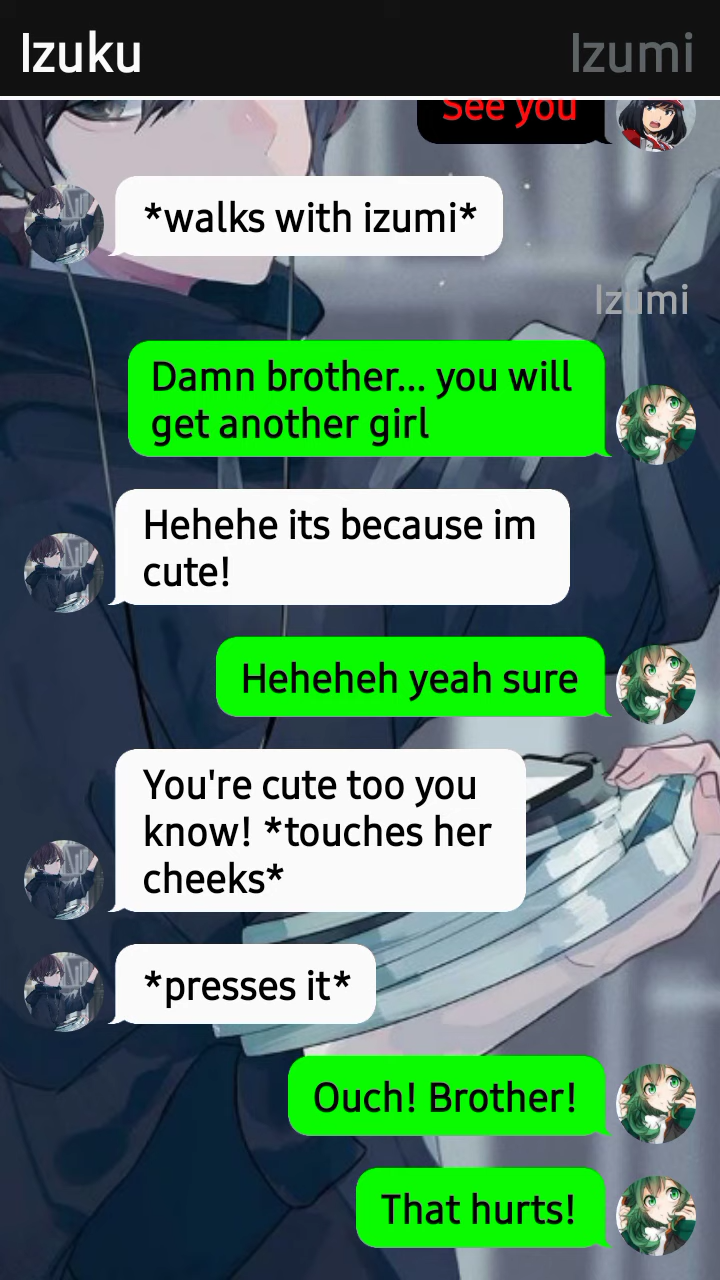 Izuku
Izumi
See you
*walks with izumi*
Izumi
Damn brother... you will
get another girl
Hehehe its because im
cute!
Heheheh yeah sure
You're cute too you
know! *touches her
cheeks*
*presses it*
Ouch! Brother!
That hurts!